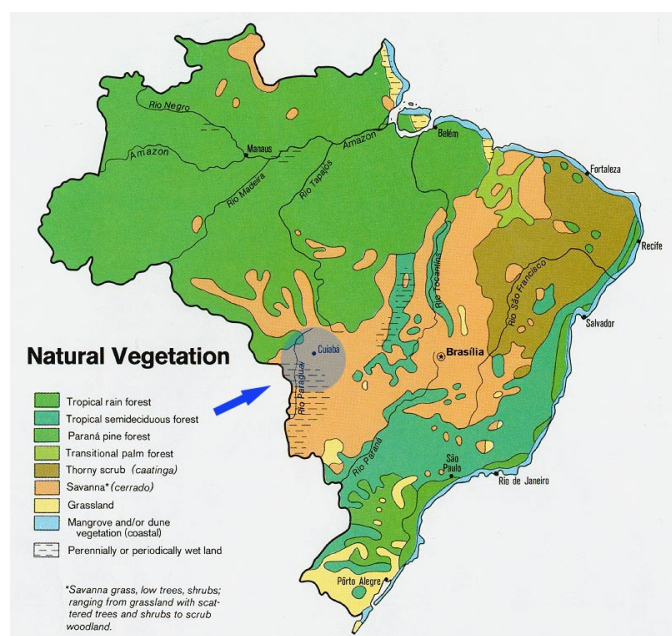 Rio Negro
Amazon
Manaus
Amazon
Rio Madeira
Rio Tapajós
Belém
Fortaleza
Recife
Rio São Francisco
Rio Tocantins
Salvador
Natural Vegetation
Cuiabá
Brasília
Rio Paraguai
Tropical rain forest
Tropical semideciduous forest
Paraná pine forest
Transitional palm forest
Thorny scrub (caatinga)
Savanna* (cerrado)
Grassland
Mangrove and/or dune
vegetation (coastal)
Perennially or periodically wet land
Rio Paraná
São
Paulo
Rio de Janeiro
Pôrto Alegre
*Savanna grass, low trees, shrubs;
ranging from grassland with scat-
tered trees and shrubs to scrub
woodland.